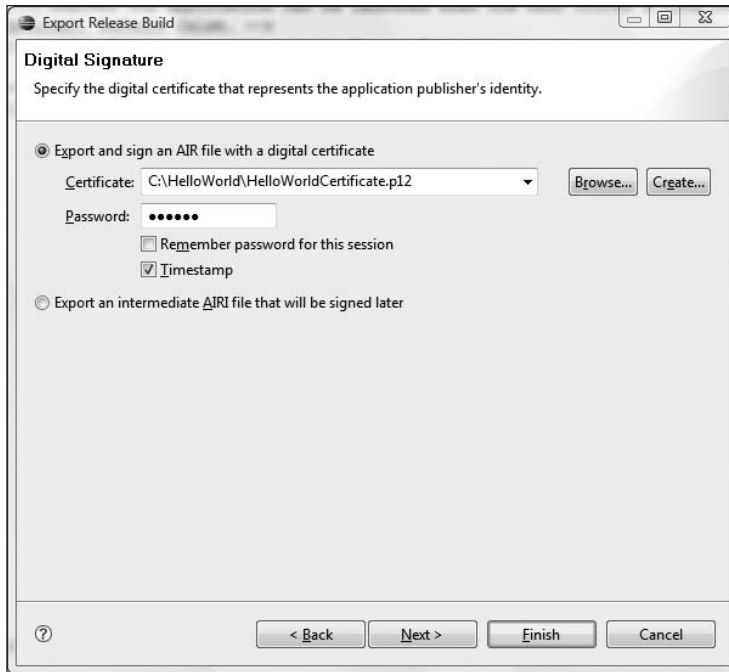 Export Release Build
Digital Signature
Specify the digital certificate that represents the application publisher's identity.
Export and sign an AIR file with a digital certificate
Certificate: C:\HelloWorld\HelloWorldCertificate.p12 Browse... Create...
Password: ●●●●●●
Remember password for this session
Timestamp
Export an intermediate AIRI file that will be signed later
? < Back Next > Finish Cancel